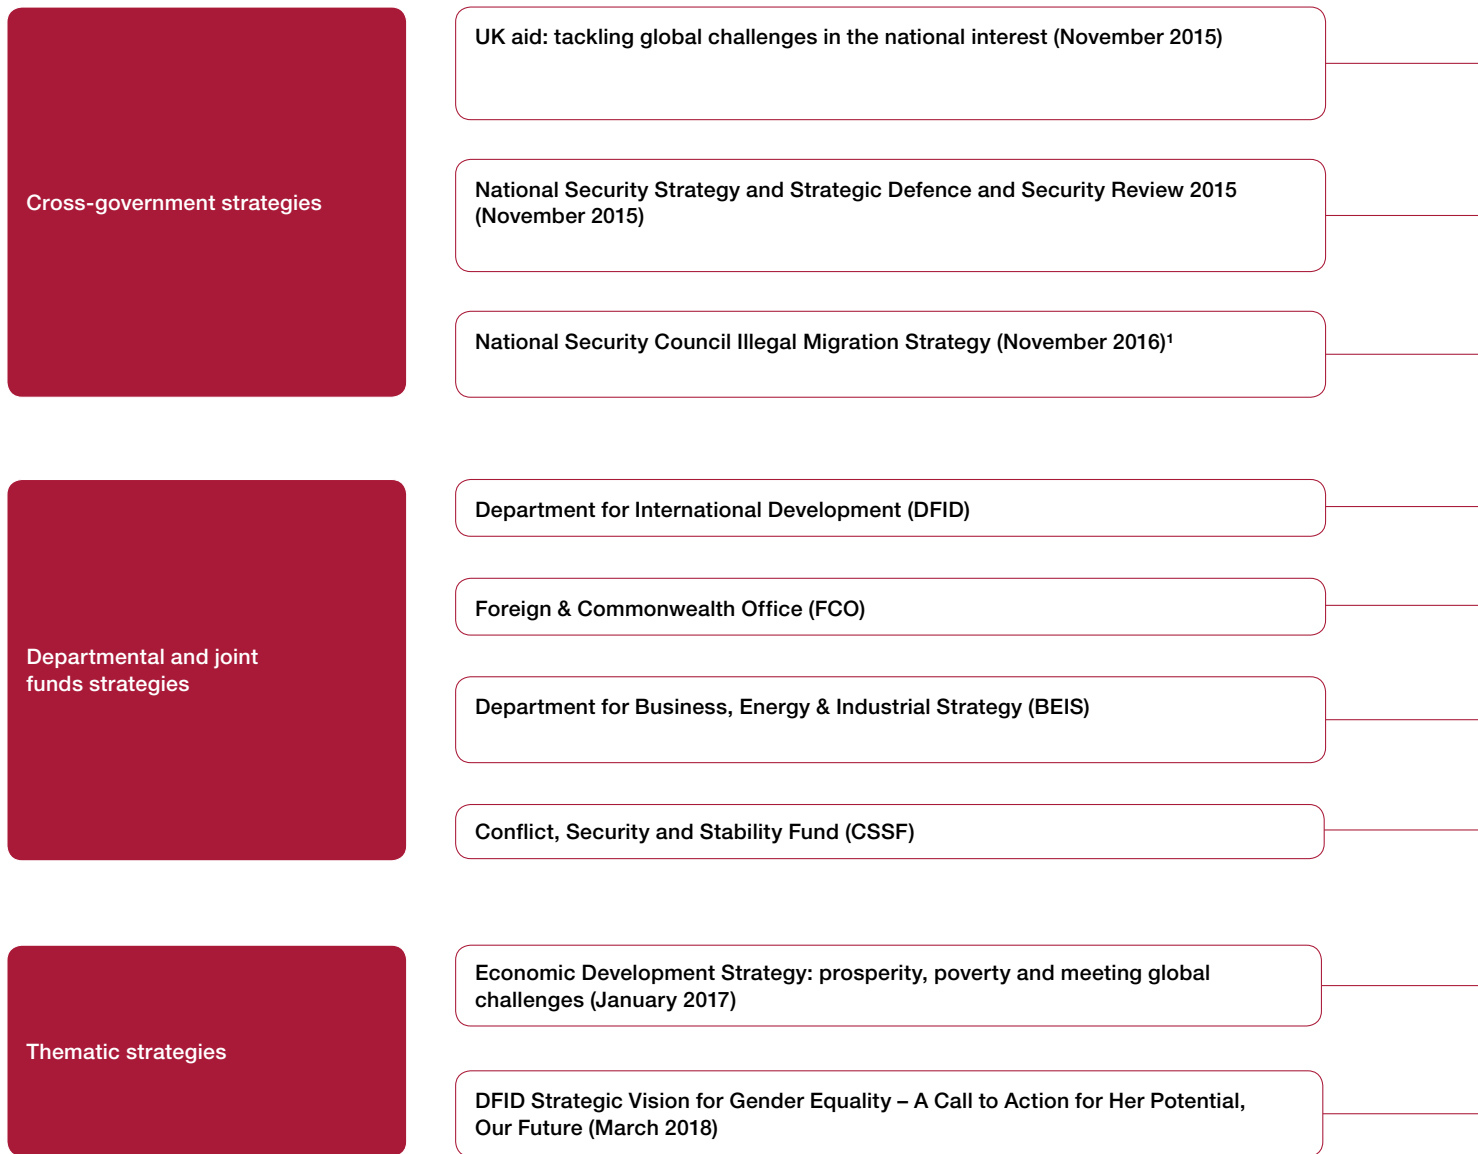 Cross-government strategies
UK aid: tackling global challenges in the national interest (November 2015)
National Security Strategy and Strategic Defence and Security Review 2015
(November 2015)
National Security Council Illegal Migration Strategy (November 2016)¹
Departmental and joint
funds strategies
Department for International Development (DFID)
Foreign & Commonwealth Office (FCO)
Department for Business, Energy & Industrial Strategy (BEIS)
Conflict, Security and Stability Fund (CSSF)
Thematic strategies
Economic Development Strategy: prosperity, poverty and meeting global
challenges (January 2017)
DFID Strategic Vision for Gender Equality – A Call to Action for Her Potential,
Our Future (March 2018)